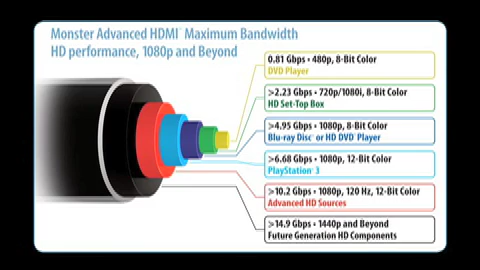 Monster Advanced HDMI™ Maximum Bandwidth
HD performance, 1080p and Beyond
0.81 Gbps • 480p, 8-Bit Color
DVD Player
>2.23 Gbps • 720p/1080i, 8-Bit Color
HD Set-Top Box
>4.95 Gbps • 1080p, 8-Bit Color
Blu-ray Disc™ or HD DVD Player
>6.68 Gbps • 1080p, 12-Bit Color
PlayStation® 3
>10.2 Gbps • 1080p, 120 Hz, 12-Bit Color
Advanced HD Sources
>14.9 Gbps • 1440p and Beyond
Future Generation HD Components